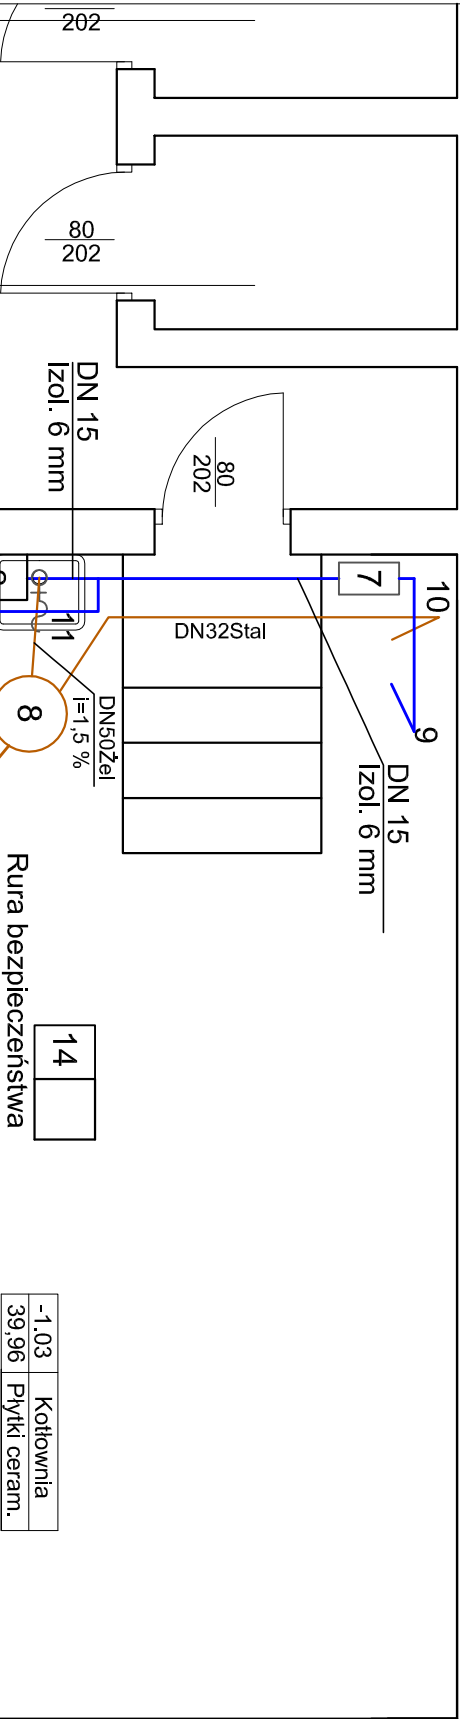 202
80
202
DN 15
Izol. 6 mm
80
202
7
10
11
DN32Stal
8
DN50Żel
i=1,5 %
9
DN 15
Izol. 6 mm
Rura bezpieczeństwa
14
-1.03 Kotłownia
39,96 Płytki ceram.